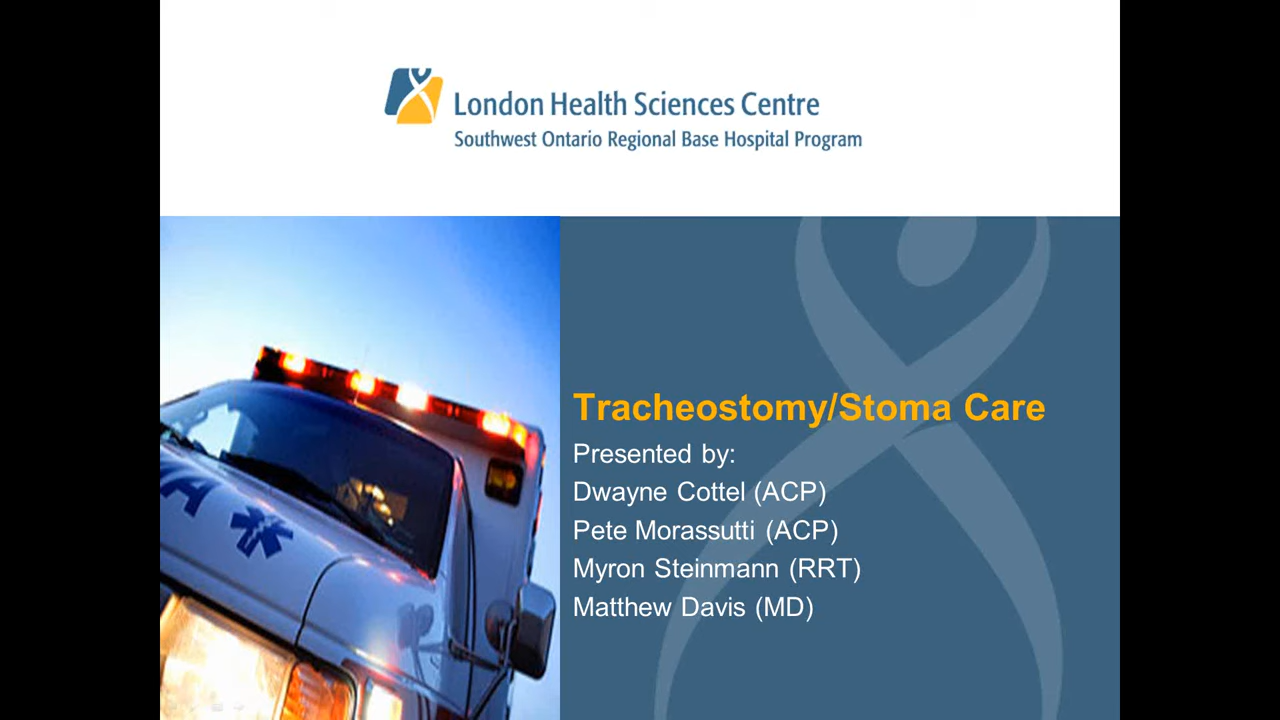 London Health Sciences Centre
Southwest Ontario Regional Base Hospital Program
Tracheostomy/Stoma Care
Presented by:
Dwayne Cottel (ACP)
Pete Morassutti (ACP)
Myron Steinmann (RRT)
Matthew Davis (MD)